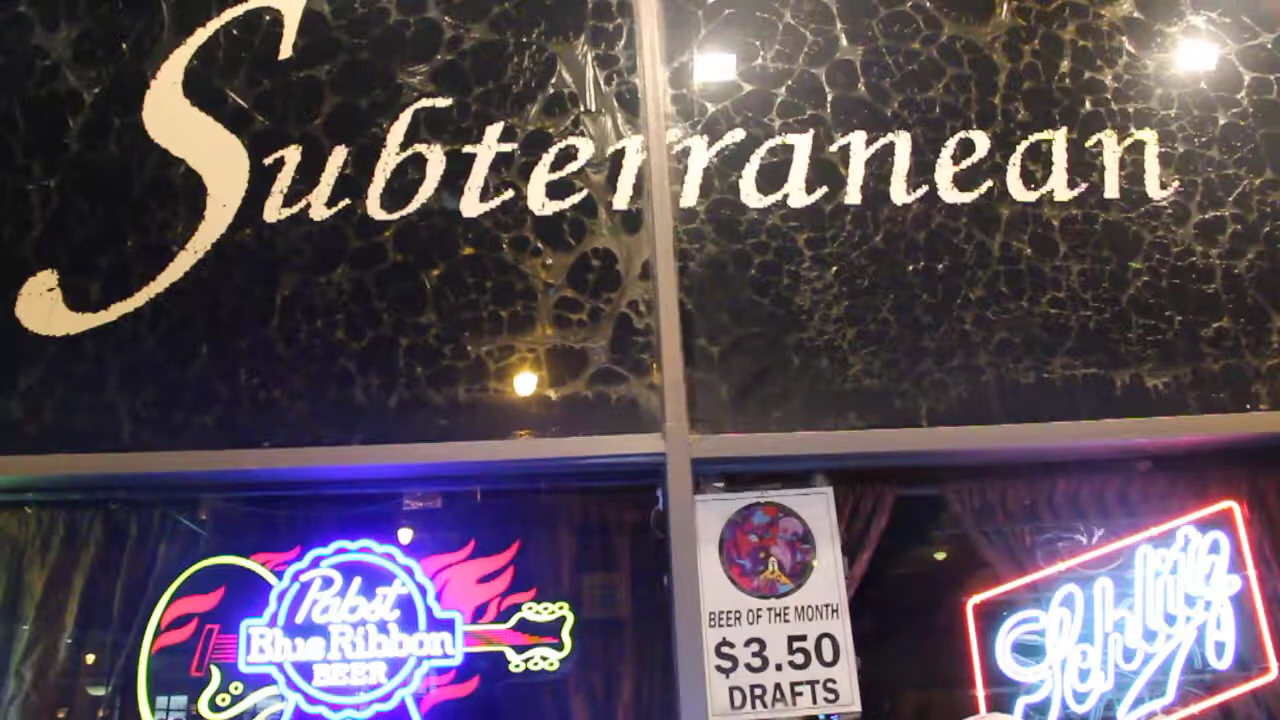 Subterranean
Pabst
Blue Ribbon
BEER
BEER OF THE MONTH
$3.50
DRAFTS
Schlitz